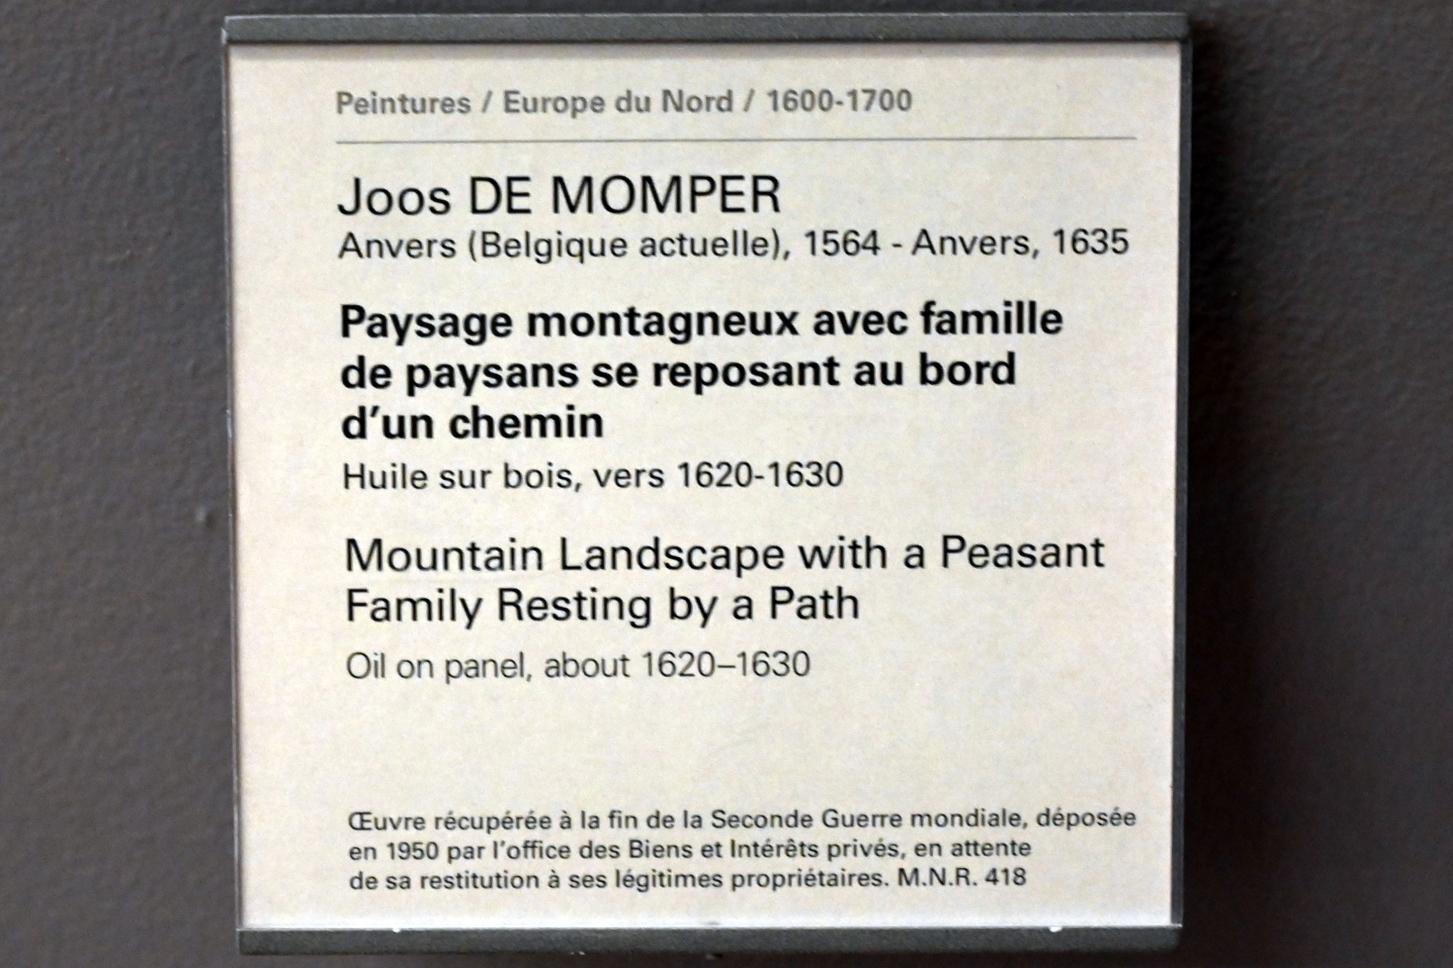 Peintures / Europe du Nord / 1600-1700
Joos DE MOMPER
Anvers (Belgique actuelle), 1564 - Anvers, 1635
Paysage montagneux avec famille
de paysans se reposant au bord
d'un chemin
Huile sur bois, vers 1620-1630
Mountain Landscape with a Peasant
Family Resting by a Path
Oil on panel, about 1620–1630
Œuvre récupérée à la fin de la Seconde Guerre mondiale, déposée
en 1950 par l'office des Biens et Intérêts privés, en attente
de sa restitution à ses légitimes propriétaires. M.N.R. 418